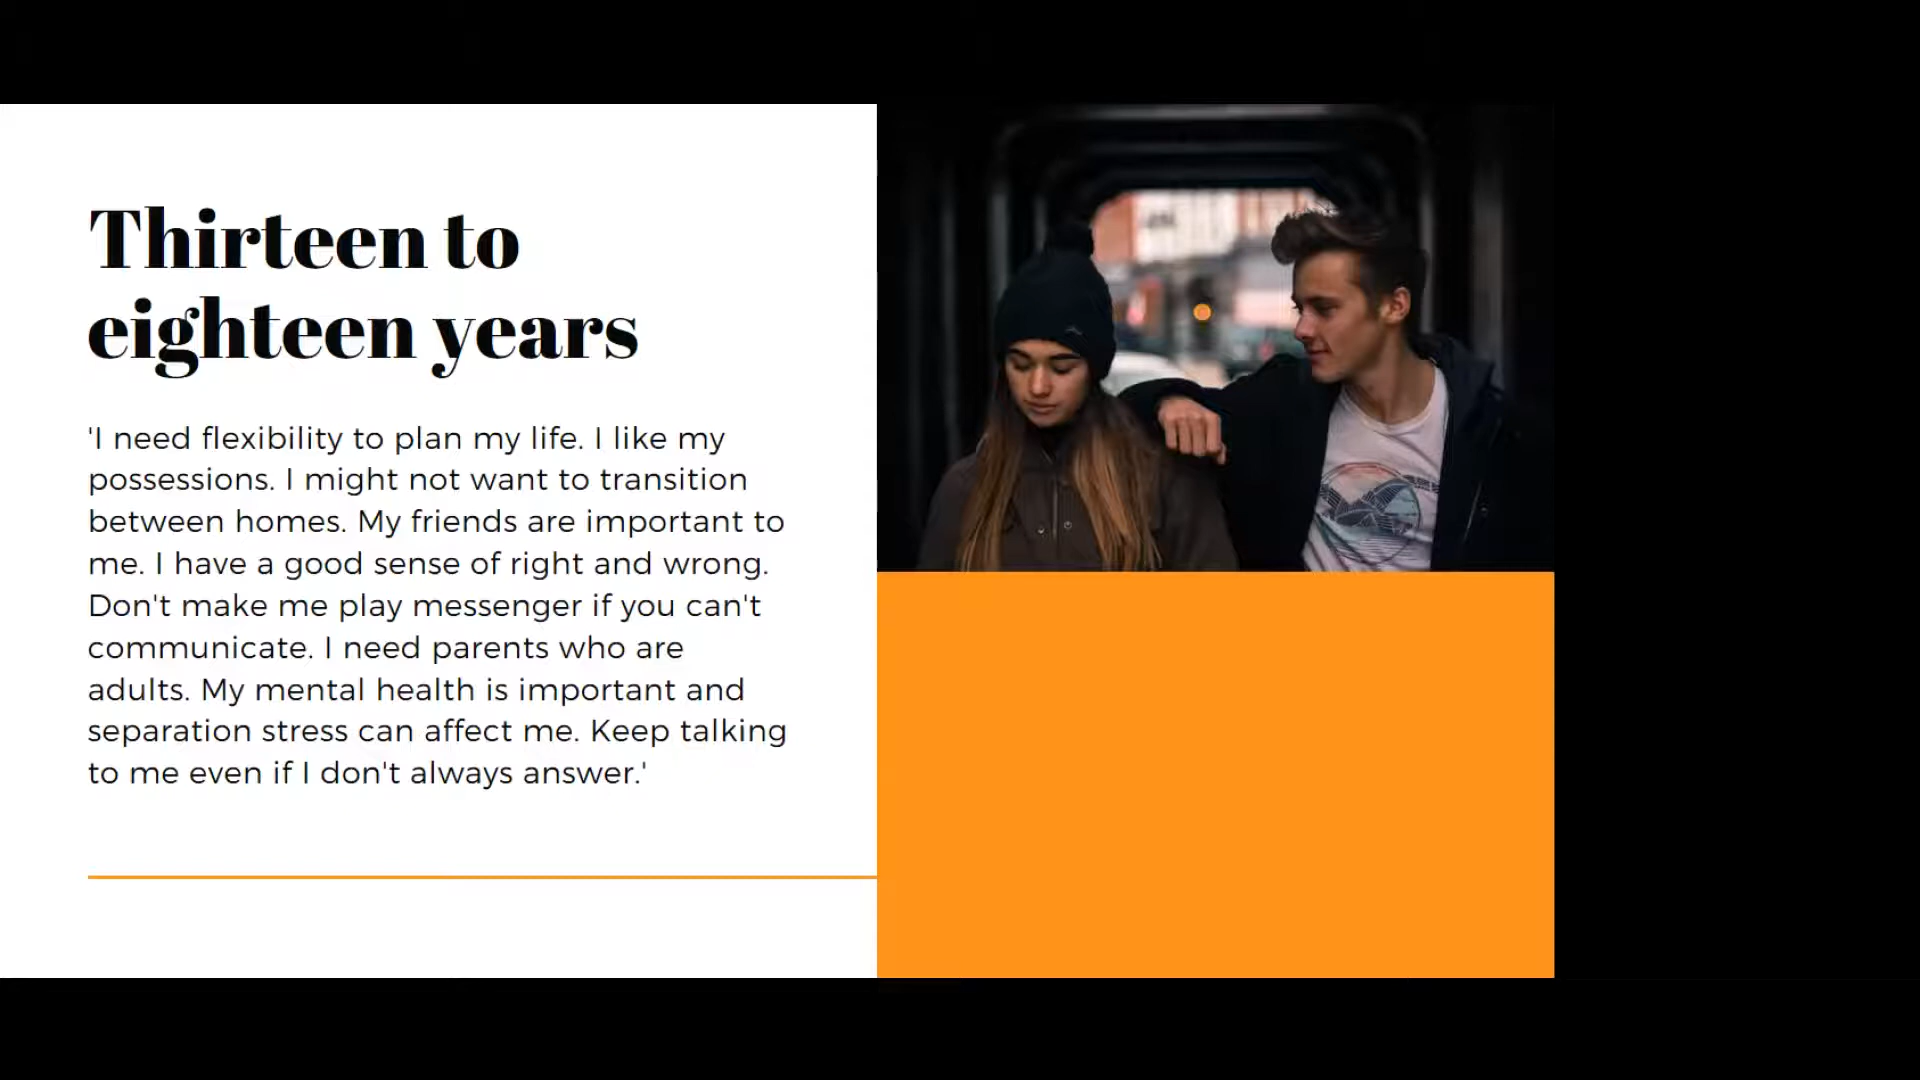 Thirteen to
eighteen years
'I need flexibility to plan my life. I like my
possessions. I might not want to transition
between homes. My friends are important to
me. I have a good sense of right and wrong.
Don't make me play messenger if you can't
communicate. I need parents who are
adults. My mental health is important and
separation stress can affect me. Keep talking
to me even if I don't always answer.'